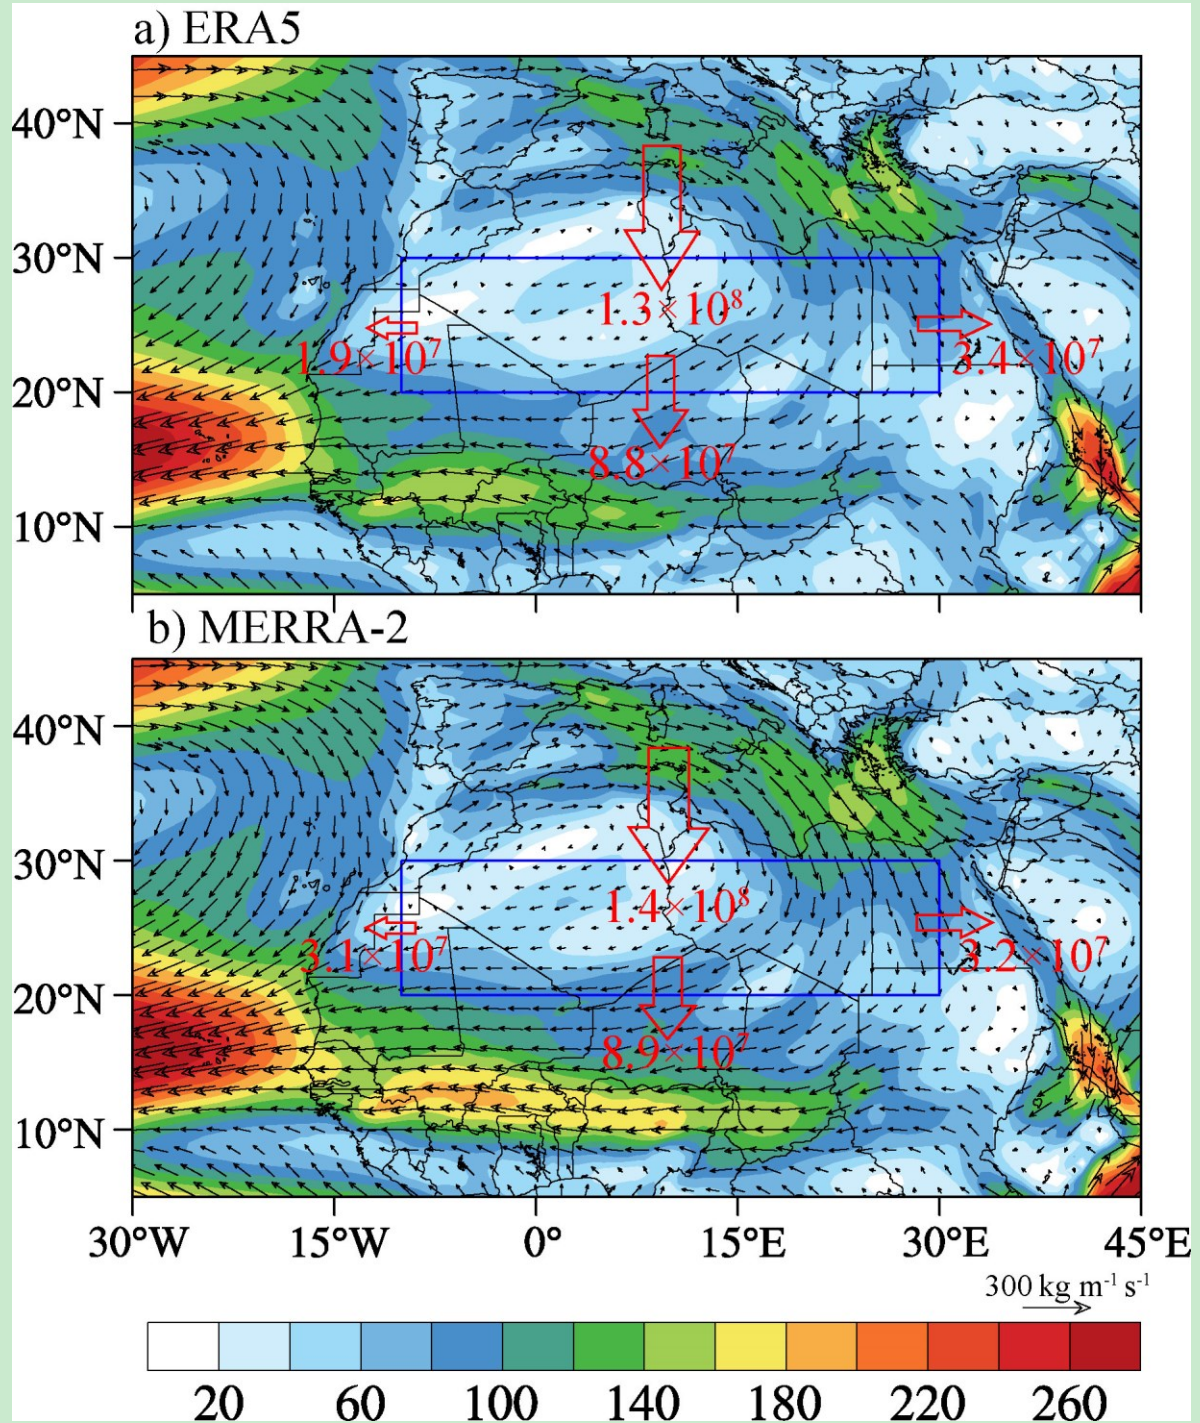 a) ERA5
40°N
30°N
20°N
10°N
1.3×10⁸
1.9×10⁷
3.4×10⁷
8.8×10⁷
b) MERRA-2
40°N
30°N
20°N
10°N
1.4×10⁸
3.1×10⁷
3.2×10⁷
8.9×10⁷
30°W 15°W 0° 15°E 30°E 45°E
300 kg m⁻¹ s⁻¹
20 60 100 140 180 220 260